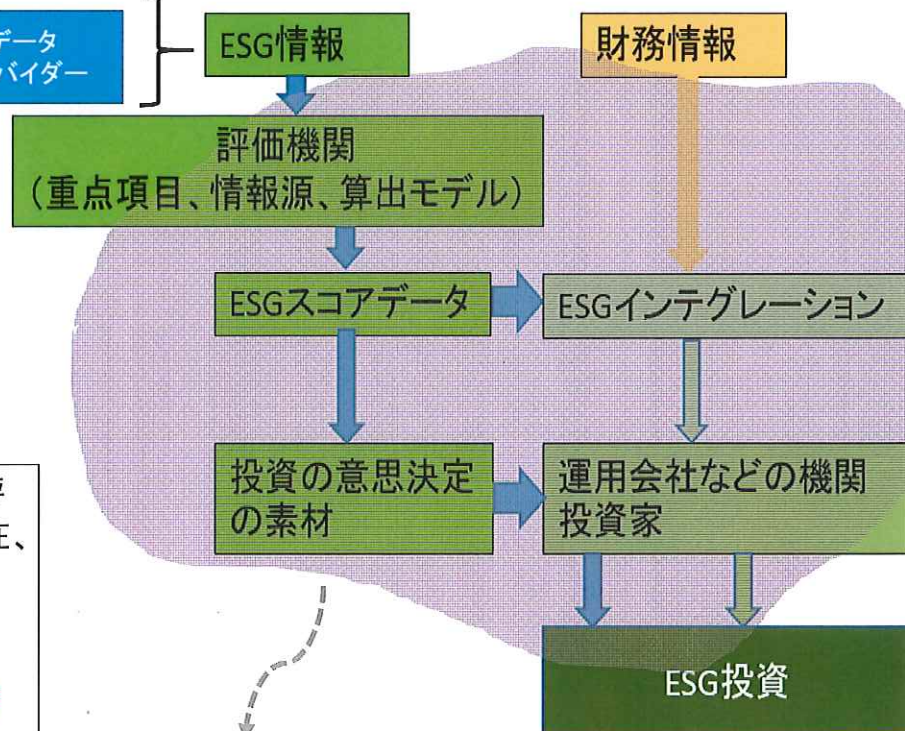 データ
バイダー
ESG情報
財務情報
評価機関
（重点項目、情報源、算出モデル）
ESGスコアデータ
ESGインテグレーション
投資の意思決定
の素材
運用会社などの機関
投資家
E、
ESG投資